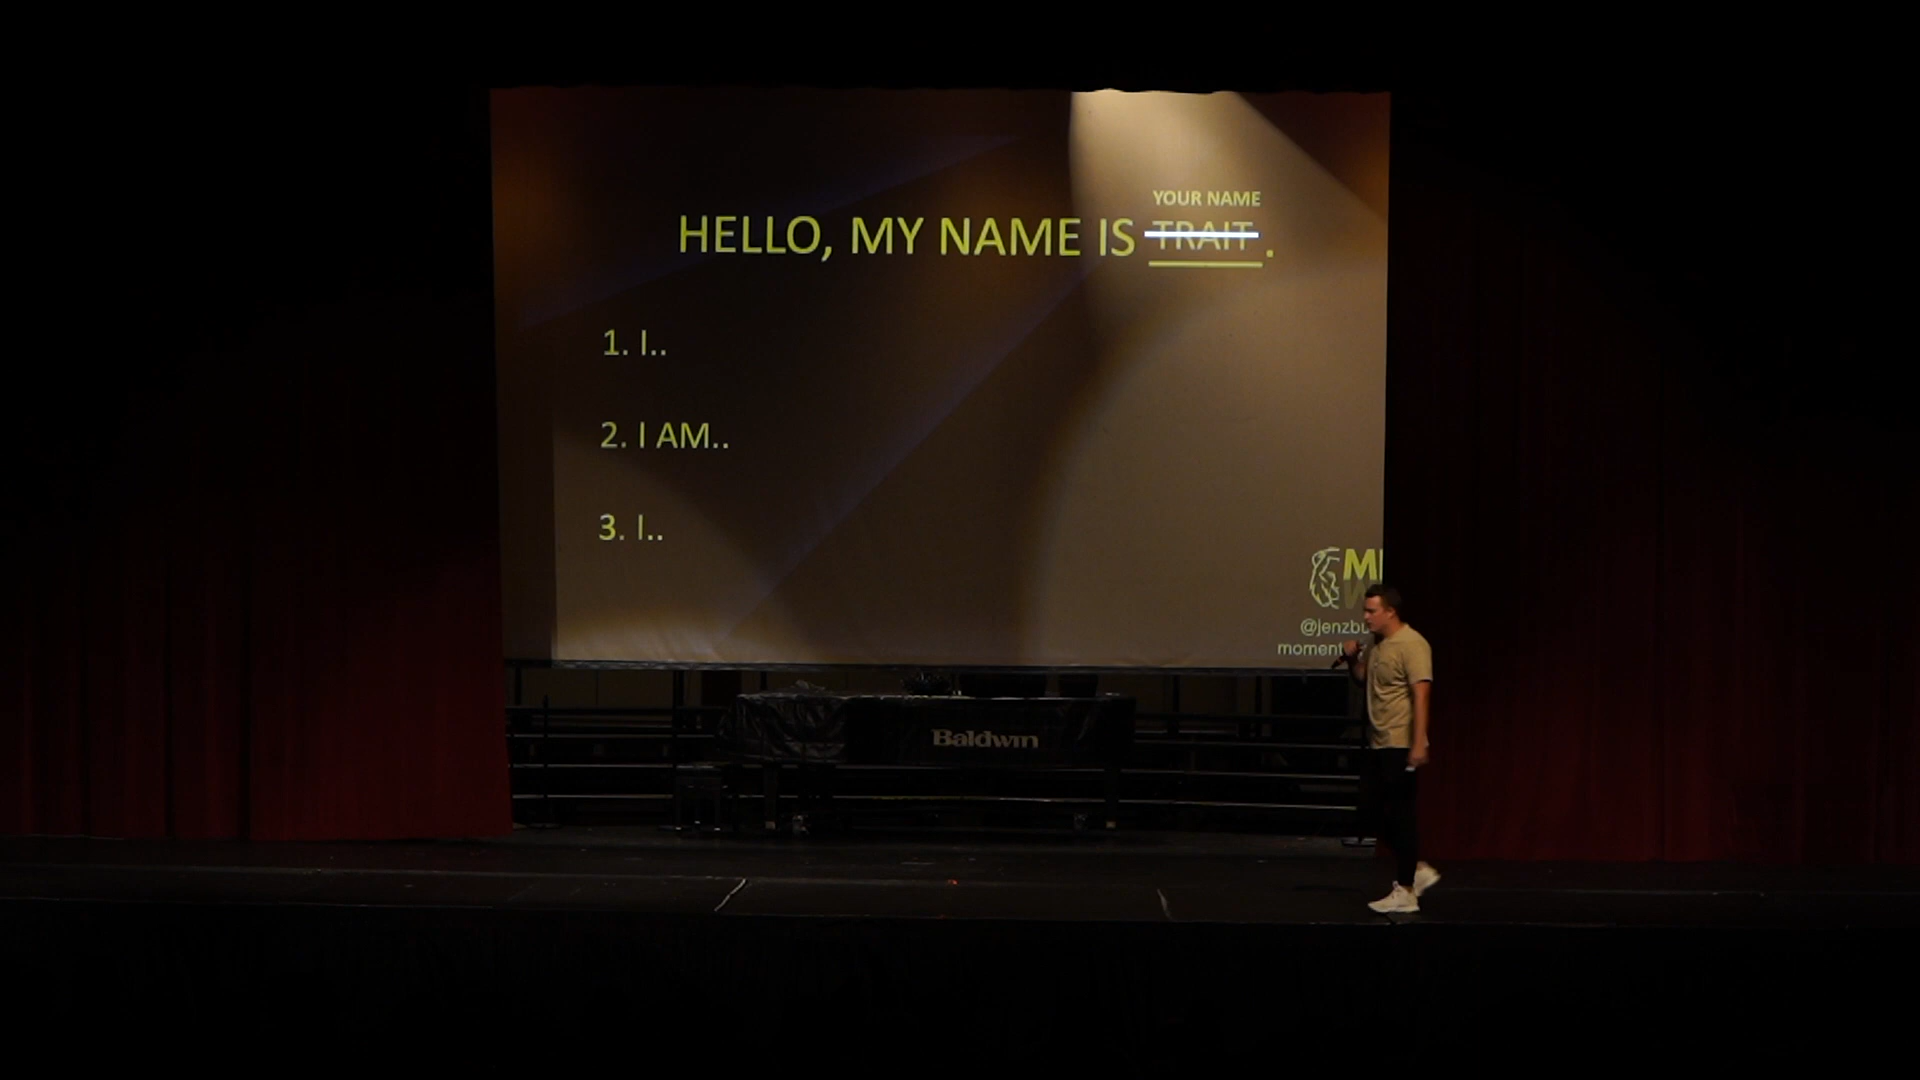 YOUR NAME
HELLO, MY NAME IS TRAIT.
1. I..
2. I AM..
3. I..
Baldwin